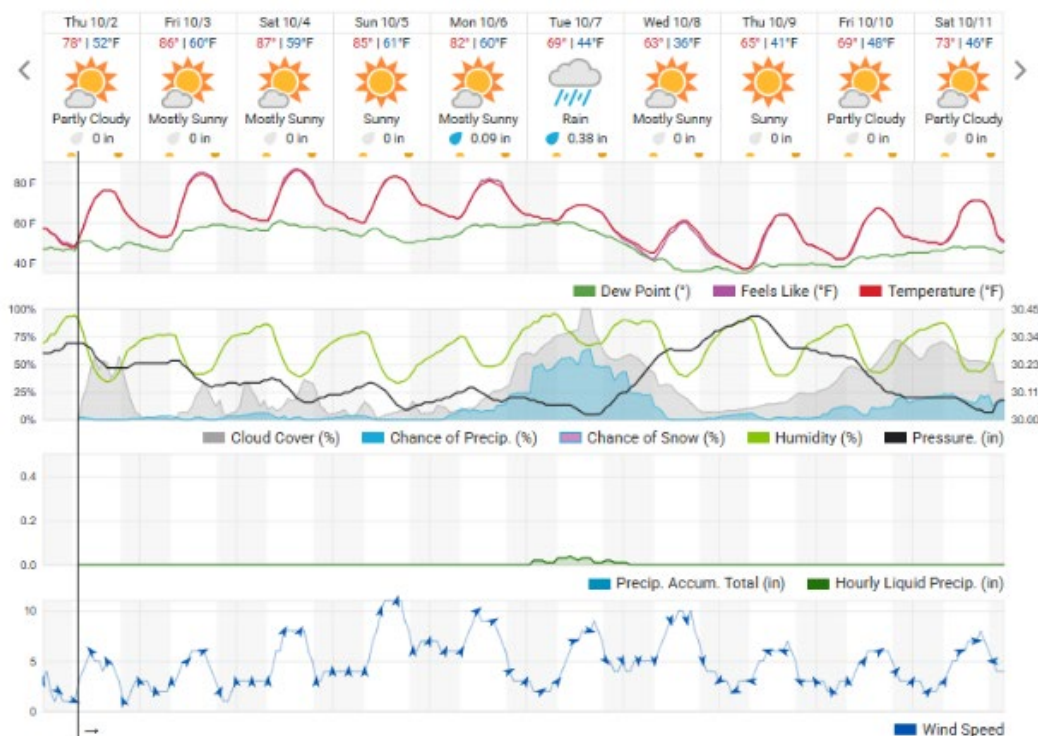 Thu 10/2 Fri 10/3 Sat 10/4 Sun 10/5 Mon 10/6 Tue 10/7 Wed 10/8 Thu 10/9 Fri 10/10 Sat 10/11
78° | 52°F 86° | 60°F 87° | 59°F 85° | 61°F 82° | 60°F 69° | 44°F 63° | 36°F 65° | 41°F 69° | 48°F 73° | 46°F
Partly Cloudy Mostly Sunny Mostly Sunny Sunny Mostly Sunny Rain Mostly Sunny Sunny Partly Cloudy Partly Cloudy
0 in 0 in 0 in 0 in 0.09 in 0.38 in 0 in 0 in 0 in 0 in
80 F
60 F
40 F
Dew Point (°) Feels Like (°F) Temperature (°F)
100% 30.45
75% 30.34
50% 30.23
25% 30.11
0% 30.00
Cloud Cover (%) Chance of Precip. (%) Chance of Snow (%) Humidity (%) Pressure. (in)
0.4
0.2
0.0
Precip. Accum. Total (in) Hourly Liquid Precip. (in)
10
5
0
→ Wind Speed